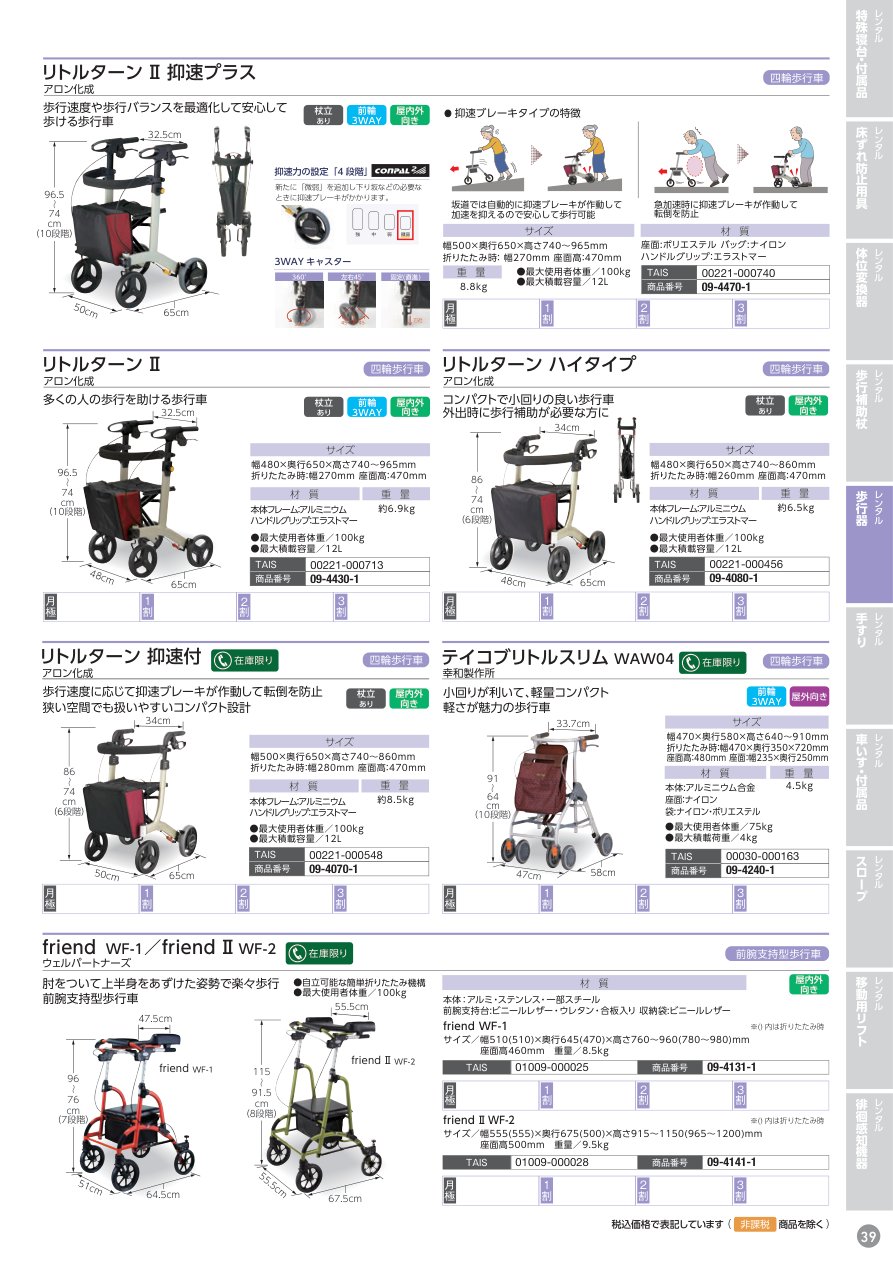 リトルターン Ⅱ 抑速プラス
アロン化成
四輪歩行車
歩行速度や歩行バランスを最適化して安心して
歩ける歩行車
杖立
あり
前輪
3WAY
屋内外
向き
32.5cm
96.5
〜
74
cm
(10段階)
50cm
65cm
抑速力の設定「4段階」 CONPAL
新たに「微弱」を追加し下り坂などの必要な
ときに抑速ブレーキがかかります。
強 中 弱 微弱
3WAY キャスター
360° 左右45° 固定(直進)
● 抑速ブレーキタイプの特徴
坂道では自動的に抑速ブレーキが作動して
加速を抑えるので安心して歩行可能
急加速時に抑速ブレーキが作動して
転倒を防止
サイズ
幅500×奥行650×高さ740〜965mm
折りたたみ時: 幅270mm 座面高:470mm
重 量
8.8kg
●最大使用者体重／100kg
●最大積載容量／12L
材 質
座面:ポリエステル バッグ:ナイロン
ハンドルグリップ:エラストマー
TAIS 00221-000740
商品番号 09-4470-1
月極 1割 2割 3割
リトルターン Ⅱ
アロン化成
四輪歩行車
多くの人の歩行を助ける歩行車
杖立
あり
前輪
3WAY
屋内外
向き
32.5cm
96.5
〜
74
cm
(10段階)
48cm
65cm
サイズ
幅480×奥行650×高さ740〜965mm
折りたたみ時:幅270mm 座面高:470mm
材 質 重 量
本体フレーム:アルミニウム 約6.9kg
ハンドルグリップ:エラストマー
●最大使用者体重／100kg
●最大積載容量／12L
TAIS 00221-000713
商品番号 09-4430-1
月極 1割 2割 3割
リトルターン ハイタイプ
アロン化成
四輪歩行車
コンパクトで小回りの良い歩行車
外出時に歩行補助が必要な方に
杖立
あり
屋内外
向き
34cm
86
〜
74
cm
(6段階)
48cm
65cm
サイズ
幅480×奥行650×高さ740〜860mm
折りたたみ時:幅260mm 座面高:470mm
材 質 重 量
本体フレーム:アルミニウム 約6.5kg
ハンドルグリップ:エラストマー
●最大使用者体重／100kg
●最大積載容量／12L
TAIS 00221-000456
商品番号 09-4080-1
月極 1割 2割 3割
リトルターン 抑速付 在庫限り
アロン化成
四輪歩行車
歩行速度に応じて抑速ブレーキが作動して転倒を防止
狭い空間でも扱いやすいコンパクト設計
杖立
あり
屋内外
向き
34cm
86
〜
74
cm
(6段階)
50cm
65cm
サイズ
幅500×奥行650×高さ740〜860mm
折りたたみ時:幅280mm 座面高:470mm
材 質 重 量
本体フレーム:アルミニウム 約8.5kg
ハンドルグリップ:エラストマー
●最大使用者体重／100kg
●最大積載容量／12L
TAIS 00221-000548
商品番号 09-4070-1
月極 1割 2割 3割
テイコブリトルスリム WAW04 在庫限り
幸和製作所
四輪歩行車
小回りが利いて、軽量コンパクト
軽さが魅力の歩行車
前輪
3WAY
屋外向き
33.7cm
91
〜
64
cm
(10段階)
47cm
58cm
サイズ
幅470×奥行580×高さ640〜910mm
折りたたみ時:幅470×奥行350×720mm
座面高:480mm 座面:幅235×奥行250mm
材 質 重 量
本体:アルミニウム合金 4.5kg
座面:ナイロン
袋:ナイロン・ポリエステル
●最大使用者体重／75kg
●最大積載荷重／4kg
TAIS 00030-000163
商品番号 09-4240-1
月極 1割 2割 3割
friend WF-1／friend Ⅱ WF-2 在庫限り
ウェルパートナーズ
前腕支持型歩行車
肘をついて上半身をあずけた姿勢で楽々歩行
前腕支持型歩行車
●自立可能な簡単折りたたみ機構
●最大使用者体重／100kg
47.5cm
friend WF-1
96
〜
76
cm
(7段階)
51cm
64.5cm
55.5cm
friend Ⅱ WF-2
115
〜
91.5
cm
(8段階)
55.5cm
67.5cm
材 質
屋内外
向き
本体：アルミ・ステンレス・一部スチール
前腕支持台:ビニールレザー・ウレタン・合板入り 収納袋:ビニールレザー
friend WF-1 ※()内は折りたたみ時
サイズ／幅510(510)×奥行645(470)×高さ760〜960(780〜980)mm
座面高460mm 重量／8.5kg
TAIS 01009-000025 商品番号 09-4131-1
月極 1割 2割 3割
friend Ⅱ WF-2 ※()内は折りたたみ時
サイズ／幅555(555)×奥行675(500)×高さ915〜1150(965〜1200)mm
座面高500mm 重量／9.5kg
TAIS 01009-000028 商品番号 09-4141-1
月極 1割 2割 3割
税込価格で表記しています（ 非課税 商品を除く）
39
レンタル
特殊寝台・付属品
レンタル
床ずれ防止用具
レンタル
体位変換器
レンタル
歩行補助杖
レンタル
歩行器
レンタル
手すり
レンタル
車いす・付属品
レンタル
スロープ
レンタル
移動用リフト
レンタル
徘徊感知機器